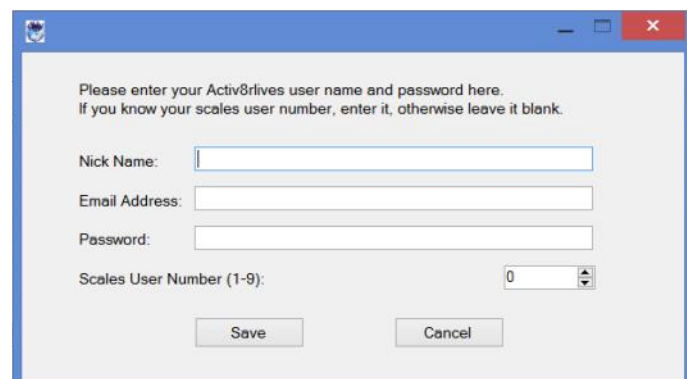 Please enter your Activ8rlives user name and password here.
If you know your scales user number, enter it, otherwise leave it blank.
Nick Name:
Email Address:
Password:
Scales User Number (1-9):
0
Save
Cancel